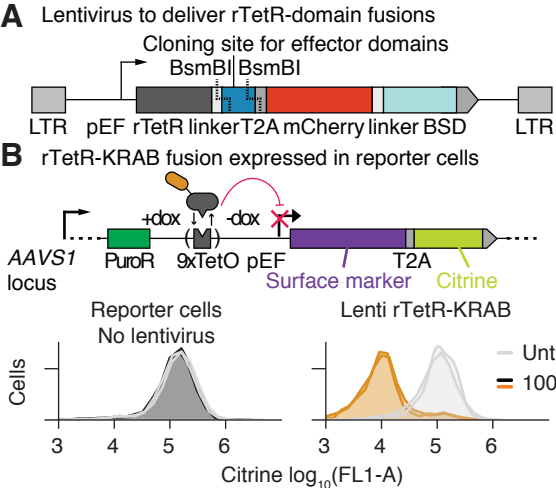 A Lentivirus to deliver rTetR-domain fusions
Cloning site for effector domains
BsmBI BsmBI
LTR pEF rTetR linker T2A mCherry linker BSD LTR
B rTetR-KRAB fusion expressed in reporter cells
+dox -dox
AAVS1 locus
PuroR 9xTetO pEF T2A
Surface marker Citrine
Reporter cells
No lentivirus
Lenti rTetR-KRAB
Cells
Unt
100
3 4 5 6 3 4 5 6
Citrine log10(FL1-A)